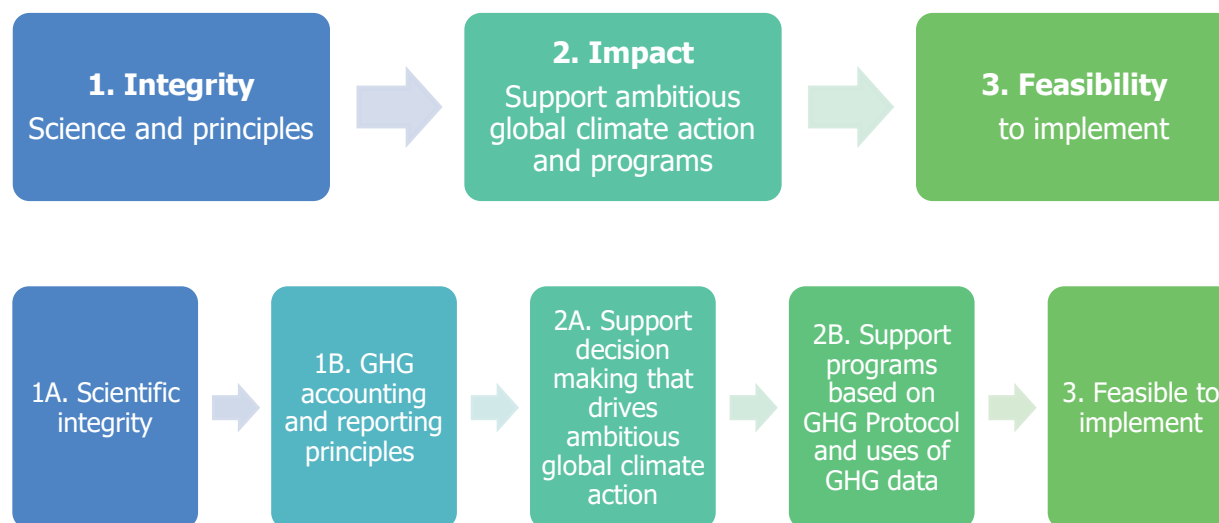 1. Integrity
Science and principles
2. Impact
Support ambitious
global climate action
and programs
3. Feasibility
to implement
1A. Scientific
integrity
1B. GHG
accounting
and reporting
principles
2A. Support
decision
making that
drives
ambitious
global climate
action
2B. Support
programs
based on
GHG Protocol
and uses of
GHG data
3. Feasible to
implement